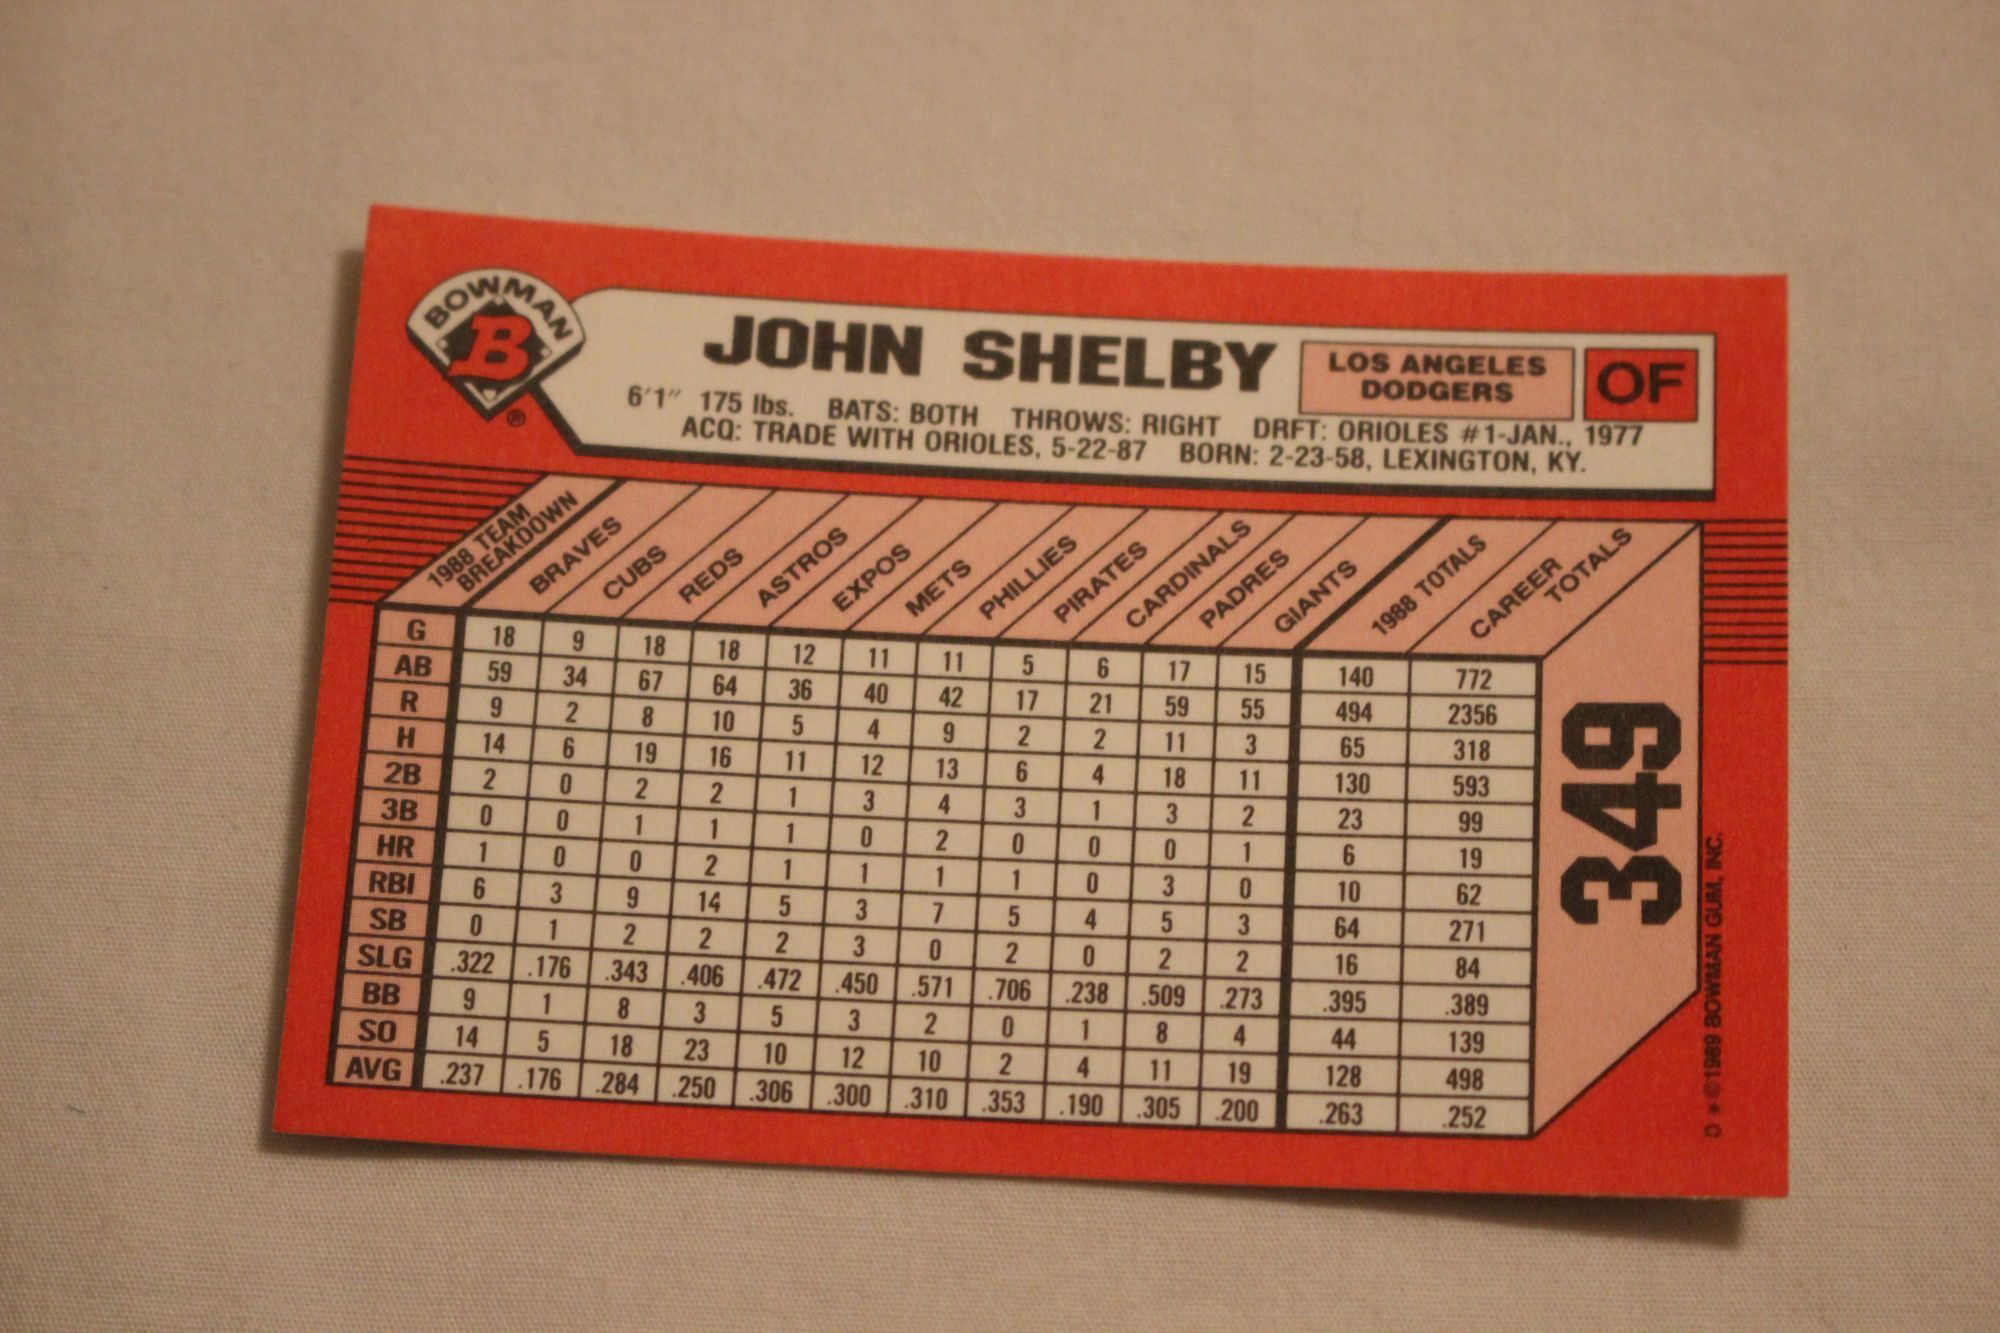 BOWMAN
B
®
JOHN SHELBY
LOS ANGELES
DODGERS
OF
6'1" 175 lbs. BATS: BOTH THROWS: RIGHT DRFT: ORIOLES #1-JAN., 1977
ACQ: TRADE WITH ORIOLES, 5-22-87 BORN: 2-23-58, LEXINGTON, KY.
1988 TEAM
BREAKDOWN
BRAVES
CUBS
REDS
ASTROS
EXPOS
METS
PHILLIES
PIRATES
CARDINALS
PADRES
GIANTS
1988 TOTALS
CAREER
TOTALS
G 18 9 18 18 12 11 11 5 6 17 15 140 772
AB 59 34 67 64 36 40 42 17 21 59 55 494 2356
R 9 2 8 10 5 4 9 2 2 11 3 65 318
H 14 6 19 16 11 12 13 6 4 18 11 130 593
2B 2 0 2 2 1 3 4 3 1 3 2 23 99
3B 0 0 1 1 1 0 2 0 0 0 1 6 19
HR 1 0 0 2 1 1 1 1 0 3 0 10 62
RBI 6 3 9 14 5 3 7 5 4 5 3 64 271
SB 0 1 2 2 2 3 0 2 0 2 2 16 84
SLG .322 .176 .343 .406 .472 .450 .571 .706 .238 .509 .273 .395 .389
BB 9 1 8 3 5 3 2 0 1 8 4 44 139
SO 14 5 18 23 10 12 10 2 4 11 19 128 498
AVG .237 .176 .284 .250 .306 .300 .310 .353 .190 .305 .200 .263 .252
349
D * ©1989 BOWMAN GUM, INC.